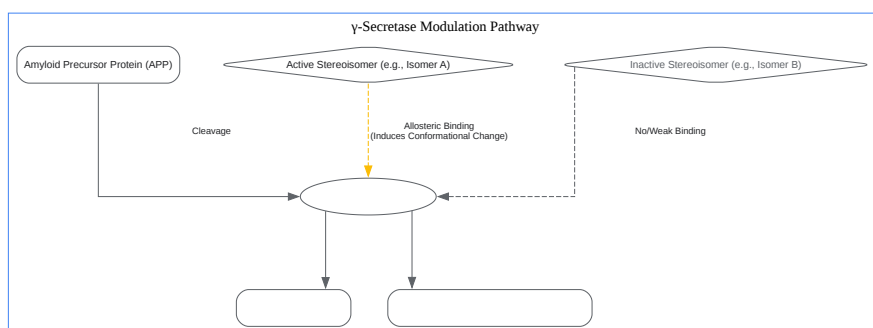 γ-Secretase Modulation Pathway
Amyloid Precursor Protein (APP)
Active Stereoisomer (e.g., Isomer A)
Inactive Stereoisomer (e.g., Isomer B)
Cleavage
Allosteric Binding
(Induces Conformational Change)
No/Weak Binding